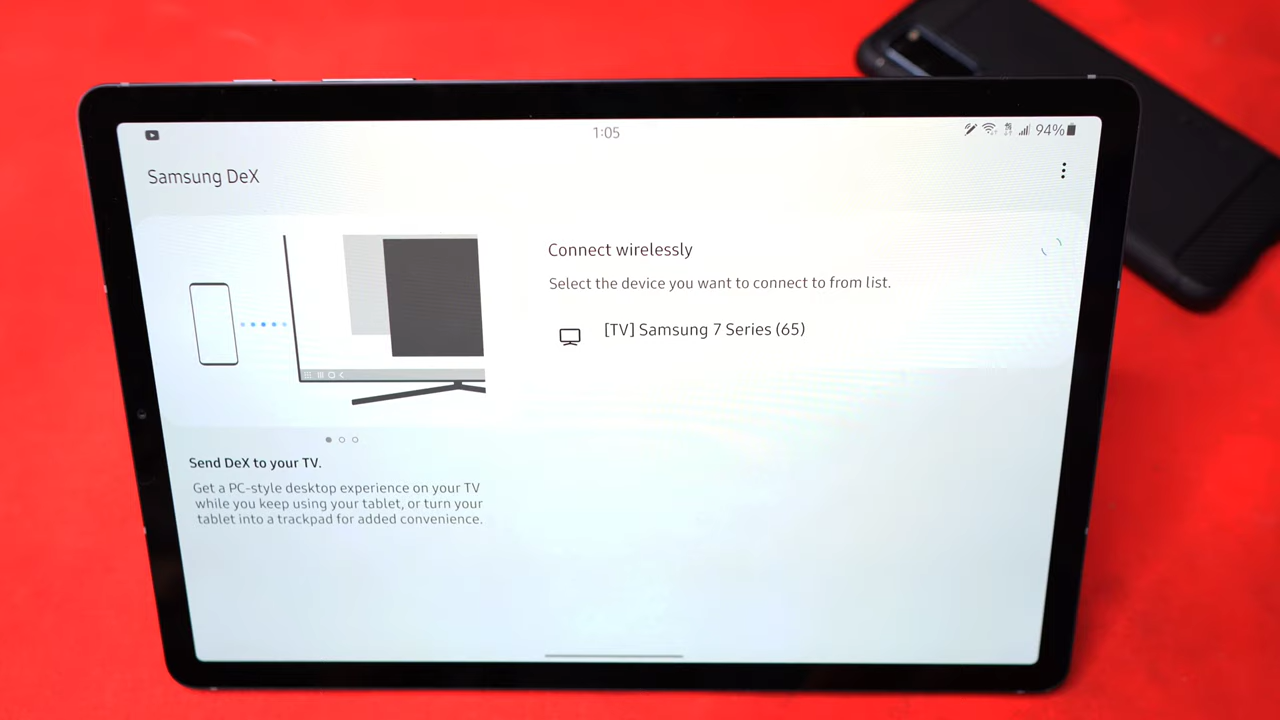 1:05
94%
Samsung DeX
Connect wirelessly
Select the device you want to connect to from list.
[TV] Samsung 7 Series (65)
Send DeX to your TV.
Get a PC-style desktop experience on your TV
while you keep using your tablet, or turn your
tablet into a trackpad for added convenience.